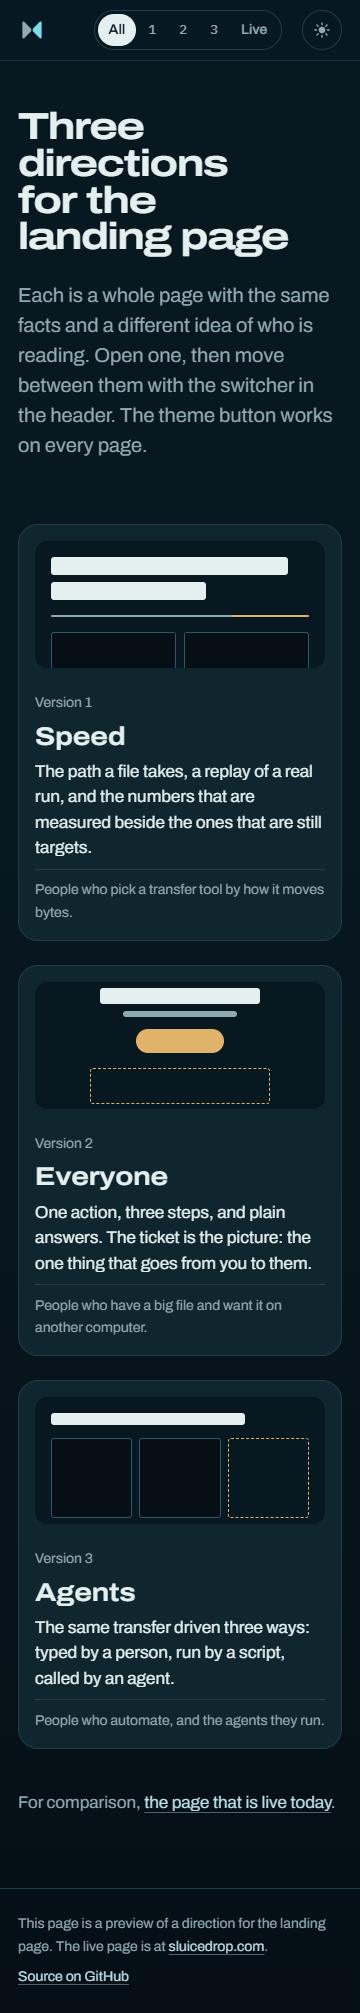 All 1 2 3 Live
Three
directions
for the
landing page
Each is a whole page with the same
facts and a different idea of who is
reading. Open one, then move
between them with the switcher in
the header. The theme button works
on every page.
Version 1
Speed
The path a file takes, a replay of a real
run, and the numbers that are
measured beside the ones that are still
targets.
People who pick a transfer tool by how it moves
bytes.
Version 2
Everyone
One action, three steps, and plain
answers. The ticket is the picture: the
one thing that goes from you to them.
People who have a big file and want it on
another computer.
Version 3
Agents
The same transfer driven three ways:
typed by a person, run by a script,
called by an agent.
People who automate, and the agents they run.
For comparison, the page that is live today.
This page is a preview of a direction for the landing
page. The live page is at sluicedrop.com.
Source on GitHub